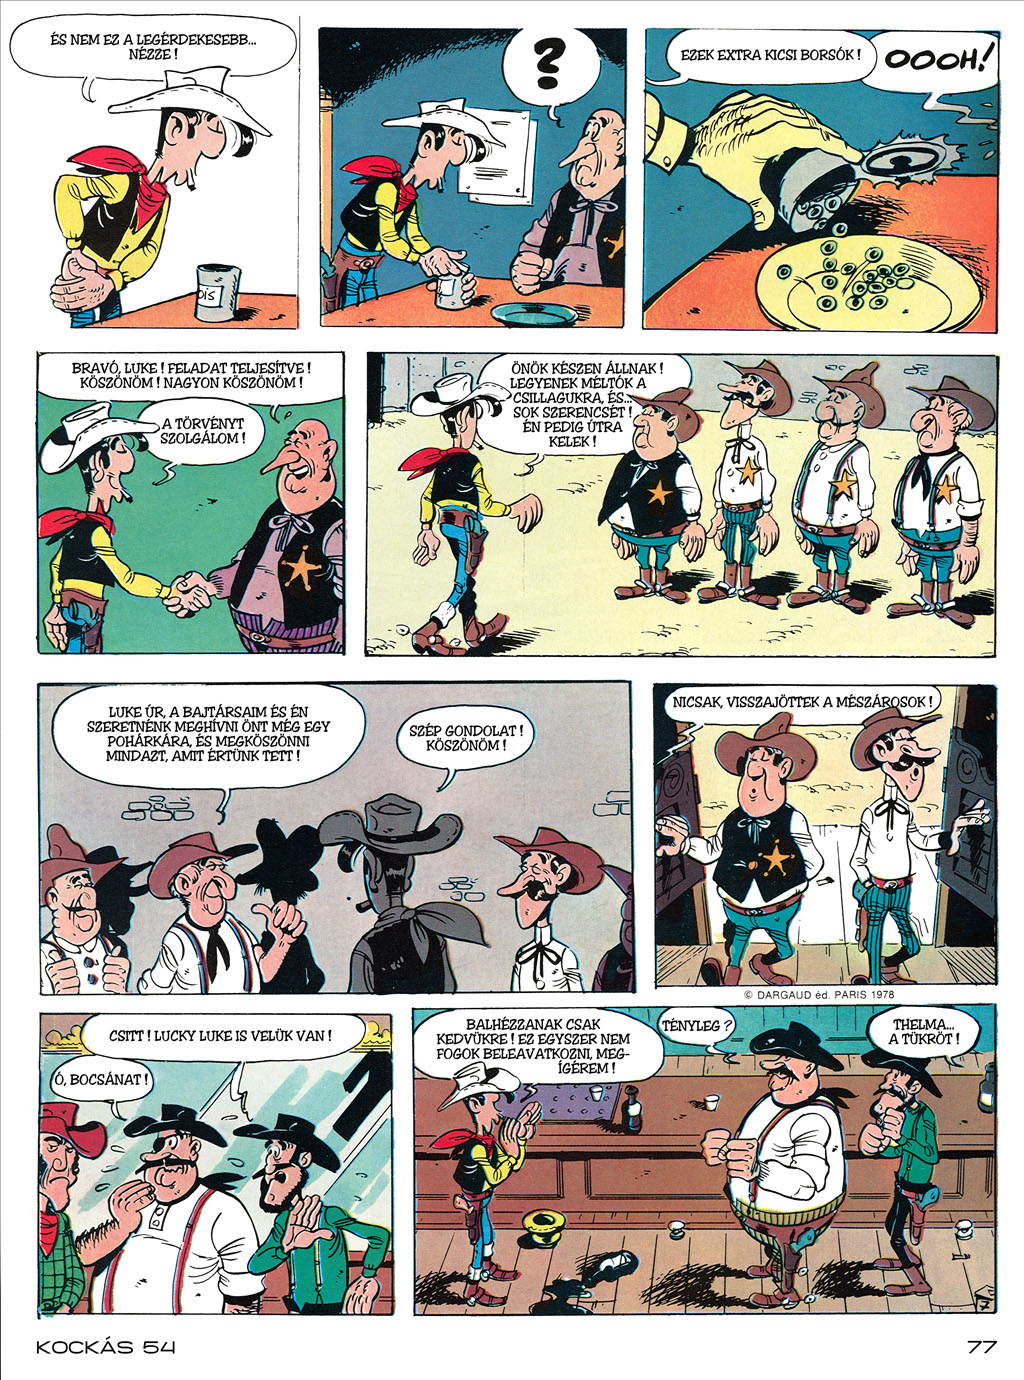 ÉS NEM EZ A LEGÉRDEKESEBB...
NÉZZE !
OIS
?
EZEK EXTRA KICSI BORSÓK !
OOOH!
BRAVÓ, LUKE ! FELADAT TELJESÍTVE !
KÖSZÖNÖM ! NAGYON KÖSZÖNÖM !
A TÖRVÉNYT
SZOLGÁLOM !
ÖNÖK KÉSZEN ÁLLNAK !
LEGYENEK MÉLTÓK A
CSILLAGUKRA, ÉS...
SOK SZERENCSÉT !
ÉN PEDIG ÚTRA
KELEK !
LUKE ÚR, A BAJTÁRSAIM ÉS ÉN
SZERETNÉNK MEGHÍVNI ÖNT MÉG EGY
POHÁRKÁRA, ÉS MEGKÖSZÖNNI
MINDAZT, AMIT ÉRTÜNK TETT !
SZÉP GONDOLAT !
KÖSZÖNÖM !
NICSAK, VISSZAJÖTTEK A MÉSZÁROSOK !
© DARGAUD éd. PARIS 1978
CSITT ! LUCKY LUKE IS VELÜK VAN !
Ó, BOCSÁNAT !
BALHÉZZANAK CSAK
KEDVÜKRE ! EZ EGYSZER NEM
FOGOK BELEAVATKOZNI, MEG-
ÍGÉREM !
TÉNYLEG ?
THELMA...
A TÜKRÖT !
KOCKÁS 54
77